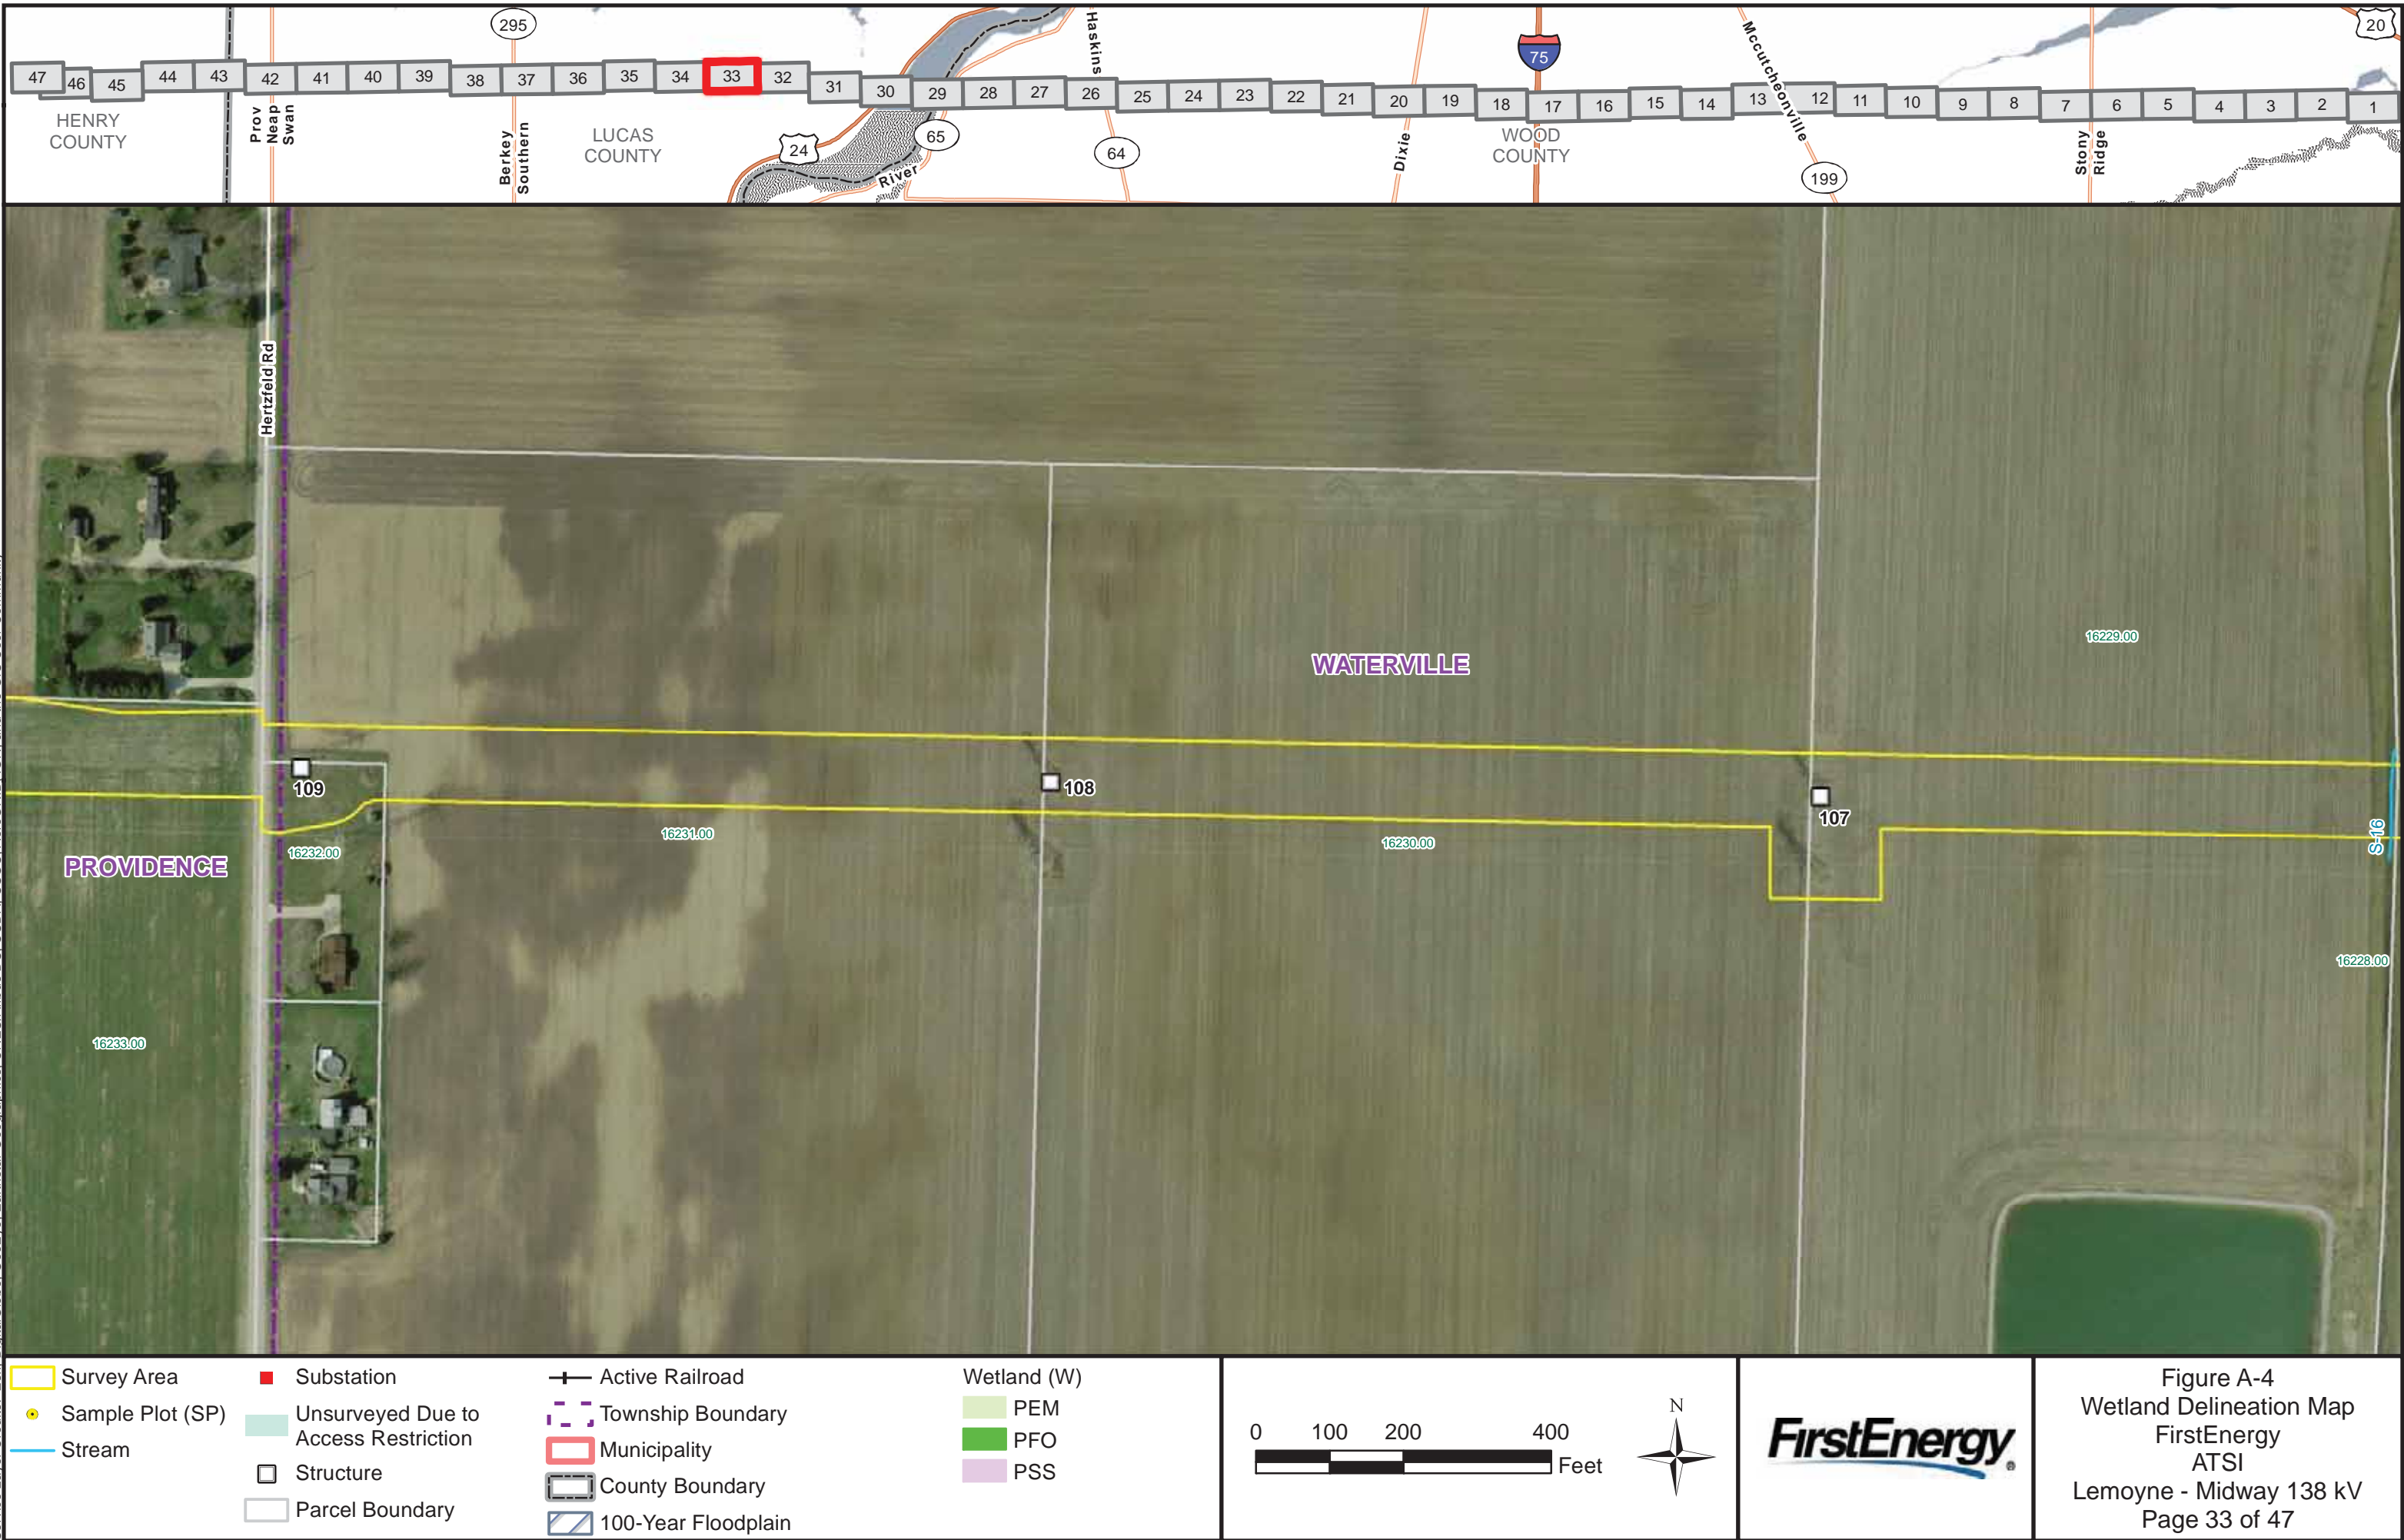 295
20
Haskins
75
Mccutcheonville
47 46 45 44 43 42 41 40 39 38 37 36 35 34 33 32 31 30 29 28 27 26 25 24 23 22 21 20 19 18 17 16 15 14 13 12 11 10 9 8 7 6 5 4 3 2 1
HENRY
COUNTY
Prov
Neap
Swan
Berkey
Southern
LUCAS
COUNTY
24
65
River
64
Dixie
WOOD
COUNTY
199
Stony
Ridge
Hertzfeld Rd
16229.00
WATERVILLE
109
108
107
16231.00
16230.00
S-16
16232.00
PROVIDENCE
16228.00
16233.00
Survey Area
Sample Plot (SP)
Stream
Substation
Unsurveyed Due to
Access Restriction
Structure
Parcel Boundary
Active Railroad
Township Boundary
Municipality
County Boundary
100-Year Floodplain
Wetland (W)
PEM
PFO
PSS
0 100 200 400
Feet
N
FirstEnergy®
Figure A-4
Wetland Delineation Map
FirstEnergy
ATSI
Lemoyne - Midway 138 kV
Page 33 of 47